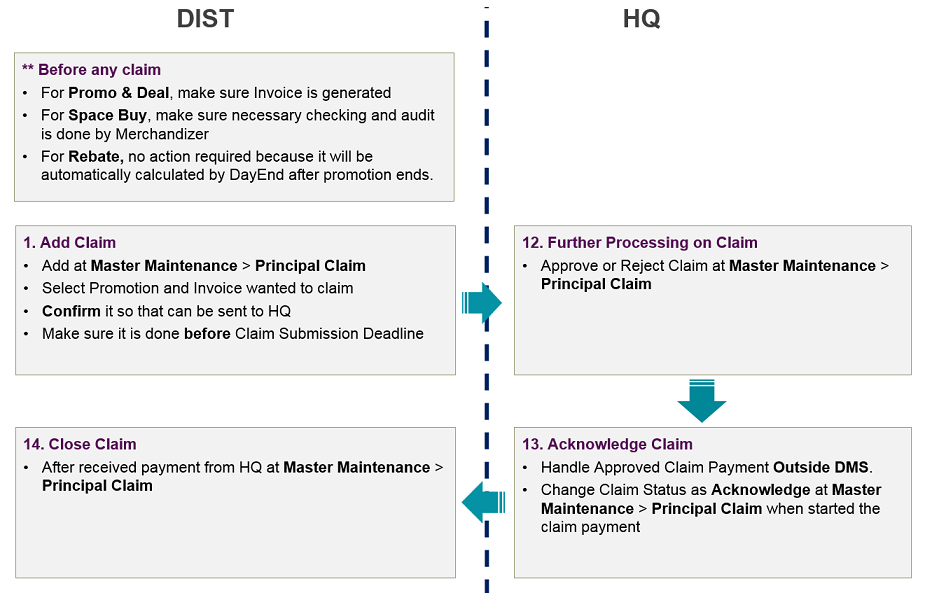 DIST
HQ
** Before any claim
• For Promo & Deal, make sure Invoice is generated
• For Space Buy, make sure necessary checking and audit
is done by Merchandizer
• For Rebate, no action required because it will be
automatically calculated by DayEnd after promotion ends.
1. Add Claim
• Add at Master Maintenance > Principal Claim
• Select Promotion and Invoice wanted to claim
• Confirm it so that can be sent to HQ
• Make sure it is done before Claim Submission Deadline
12. Further Processing on Claim
• Approve or Reject Claim at Master Maintenance >
Principal Claim
13. Acknowledge Claim
• Handle Approved Claim Payment Outside DMS.
• Change Claim Status as Acknowledge at Master
Maintenance > Principal Claim when started the
claim payment
14. Close Claim
• After received payment from HQ at Master Maintenance >
Principal Claim